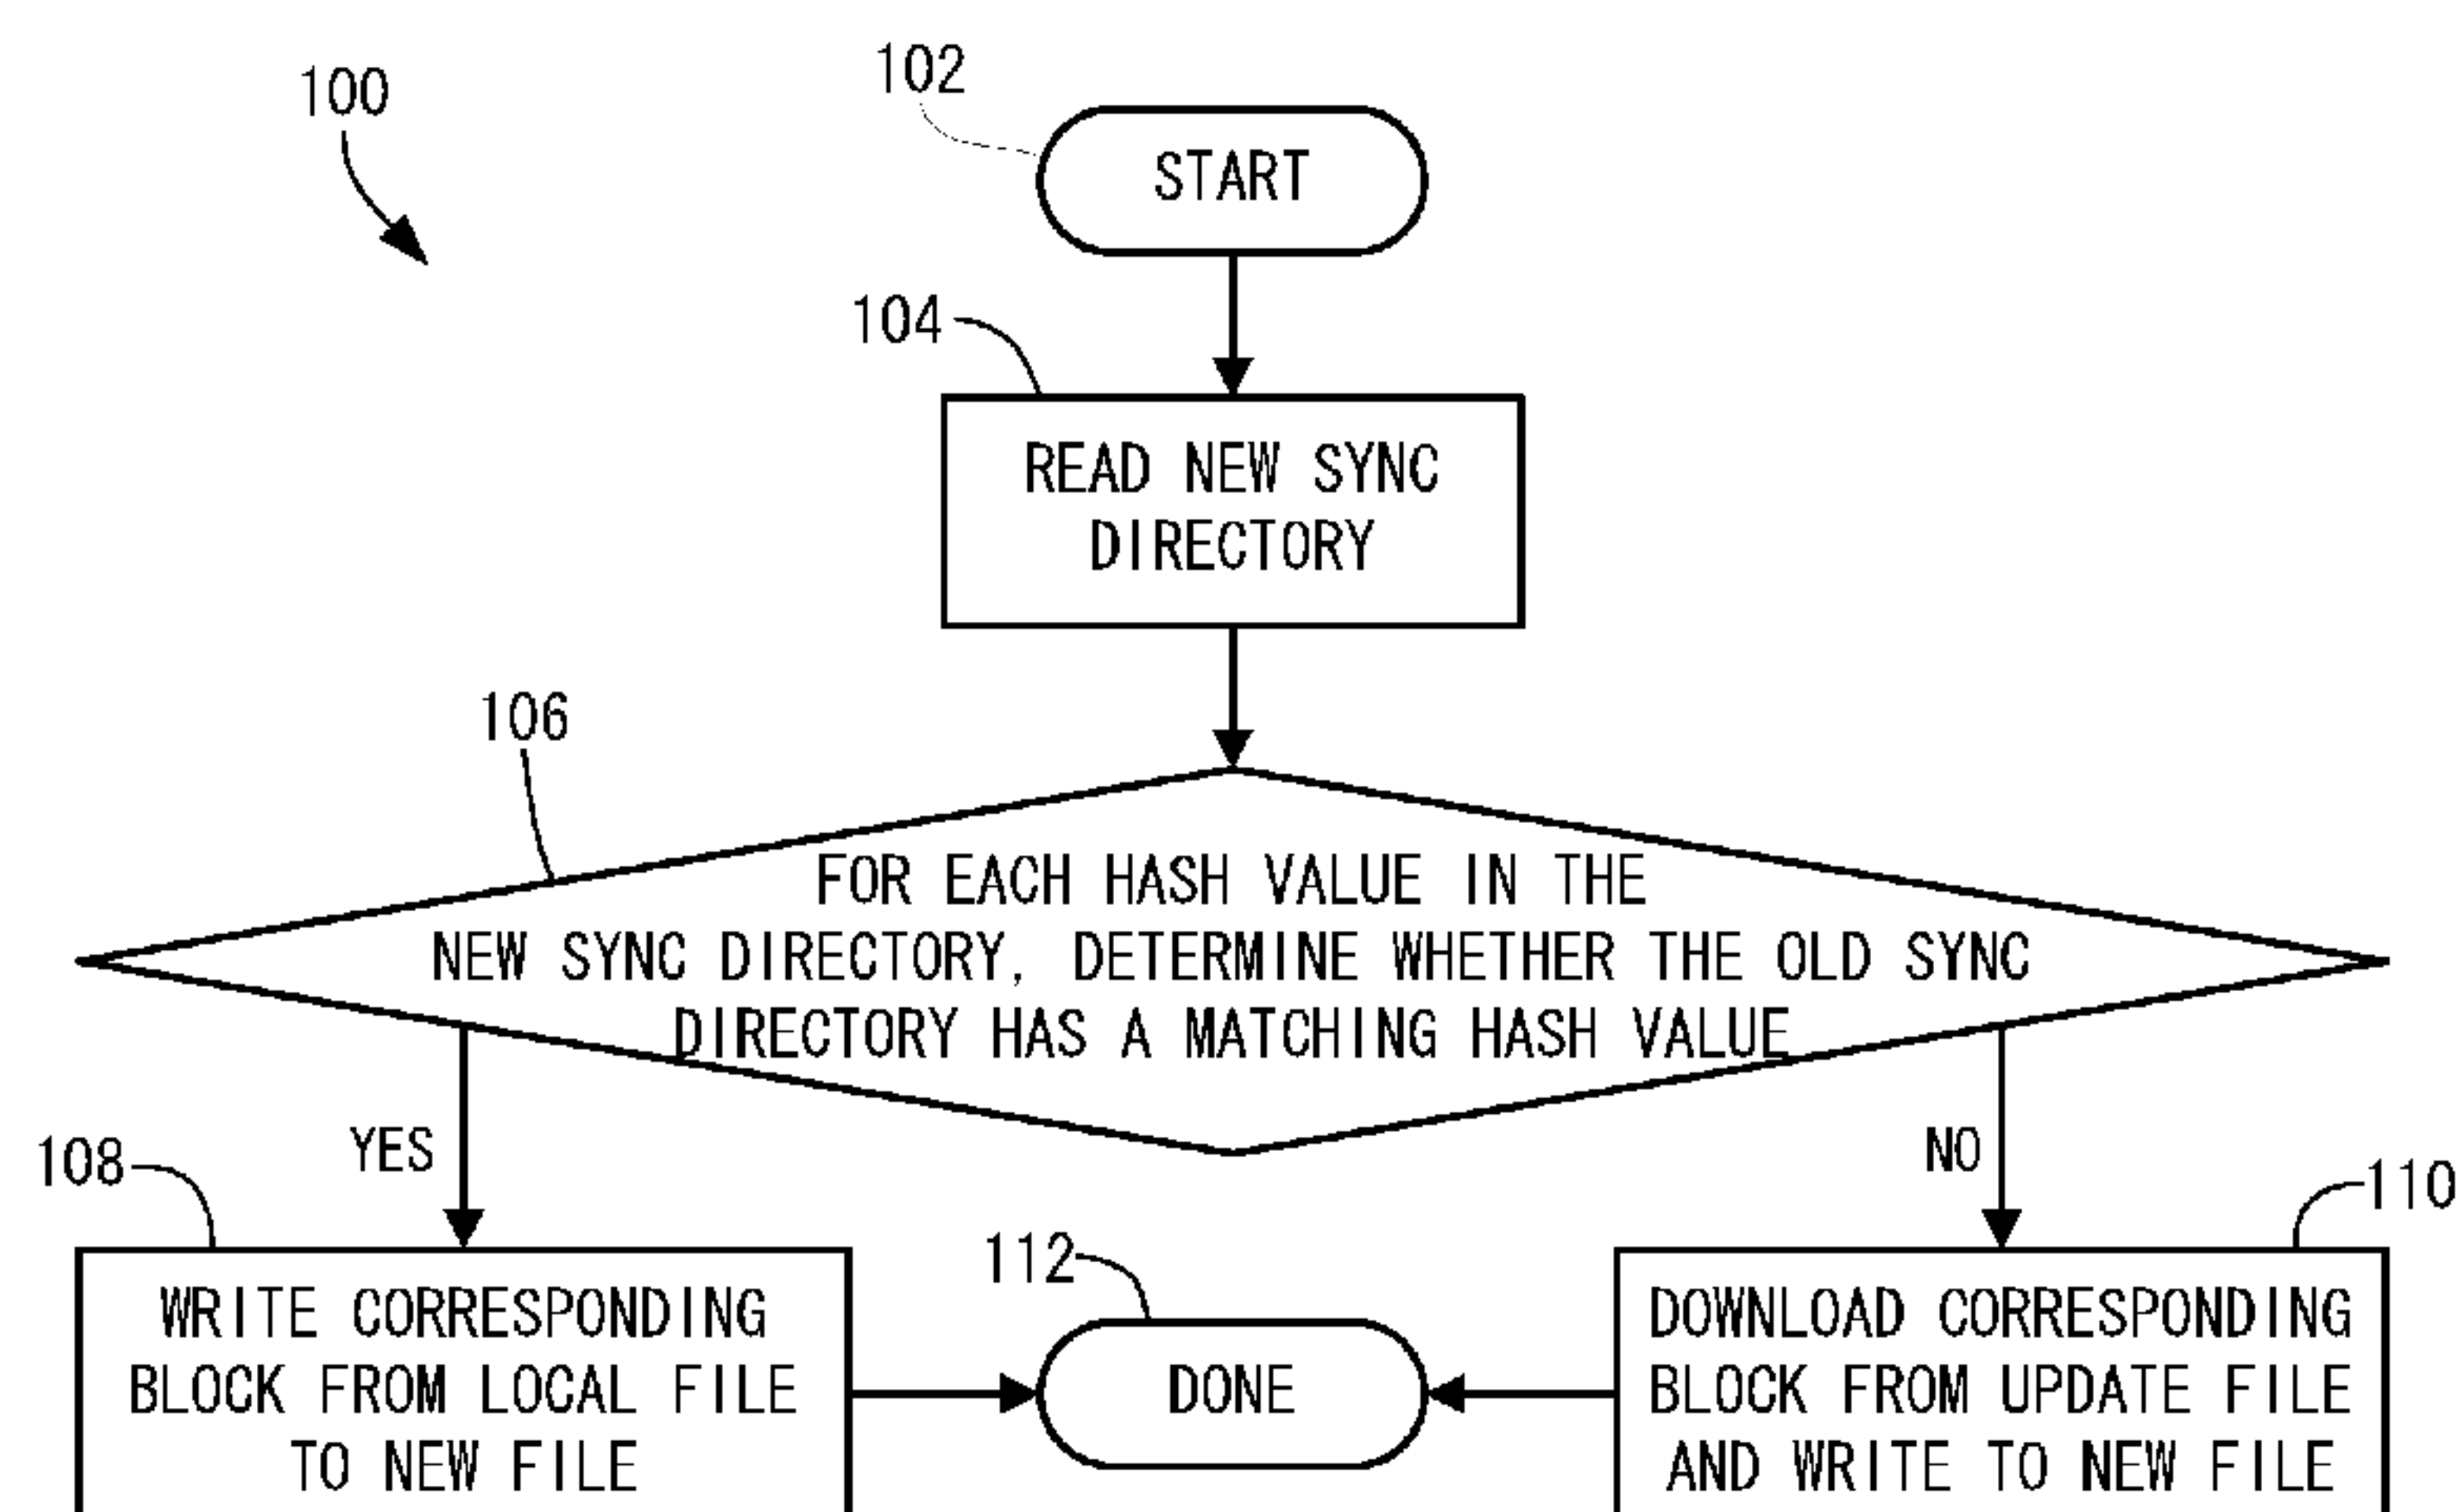 100
102
START
104
READ NEW SYNC
DIRECTORY
106
FOR EACH HASH VALUE IN THE
NEW SYNC DIRECTORY, DETERMINE WHETHER THE OLD SYNC
DIRECTORY HAS A MATCHING HASH VALUE
YES
NO
108
110
112
WRITE CORRESPONDING
BLOCK FROM LOCAL FILE
TO NEW FILE
DONE
DOWNLOAD CORRESPONDING
BLOCK FROM UPDATE FILE
AND WRITE TO NEW FILE